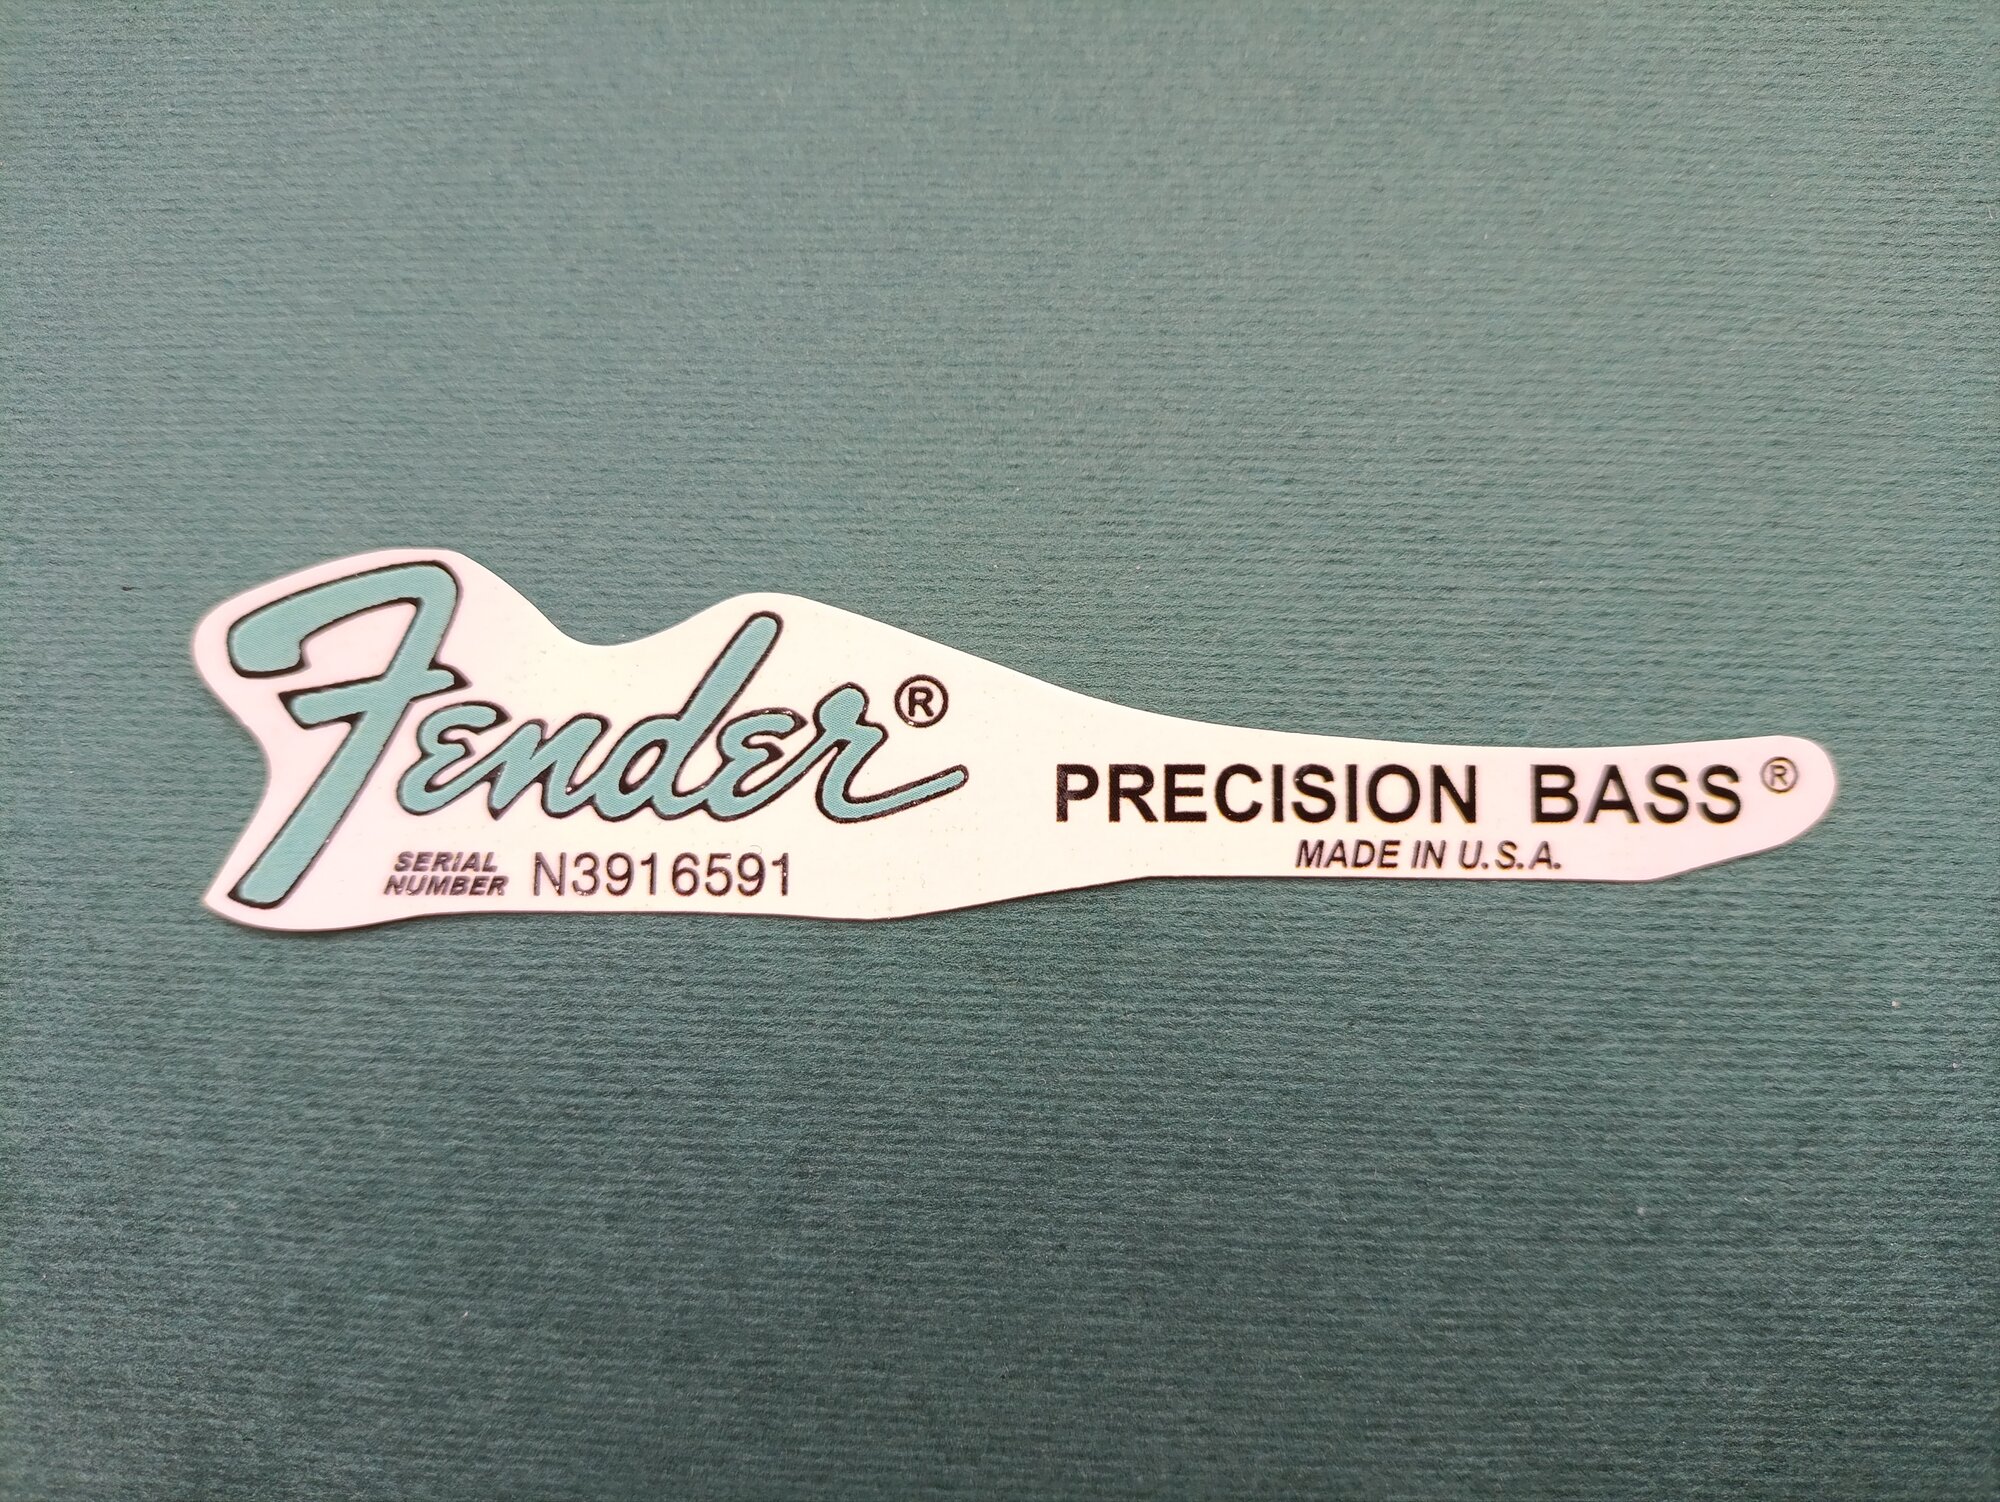 Fender®
PRECISION BASS®
MADE IN U.S.A.
SERIAL
NUMBER N3916591